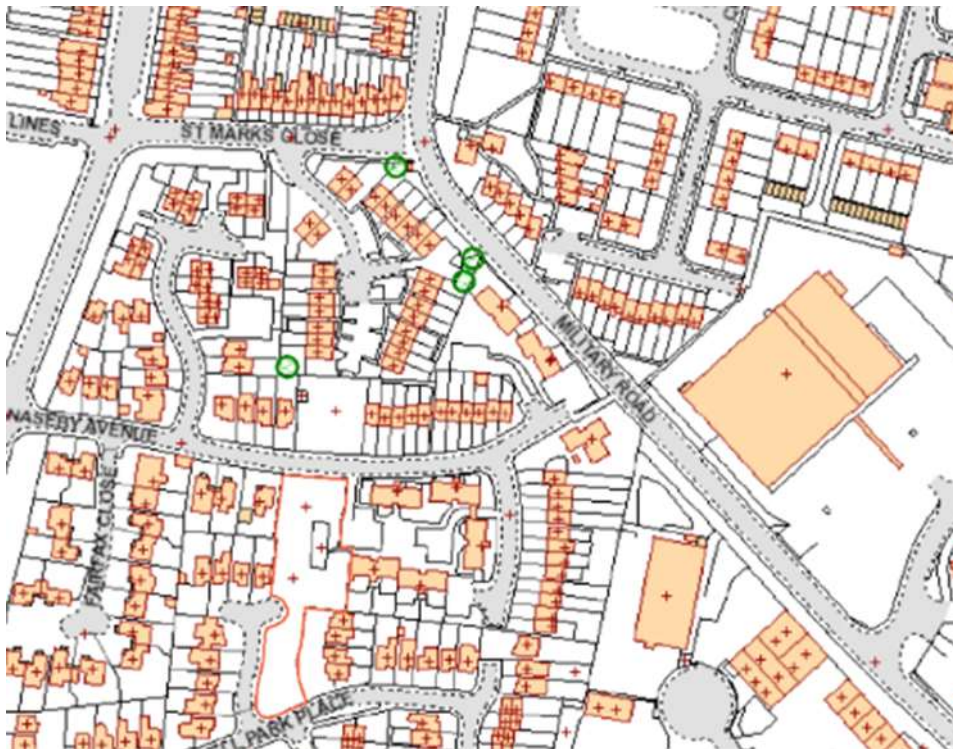 LINES
ST MARKS CLOSE
MILITARY ROAD
NASEBY AVENUE
FAIRFAX CLOSE
PARK PLACE